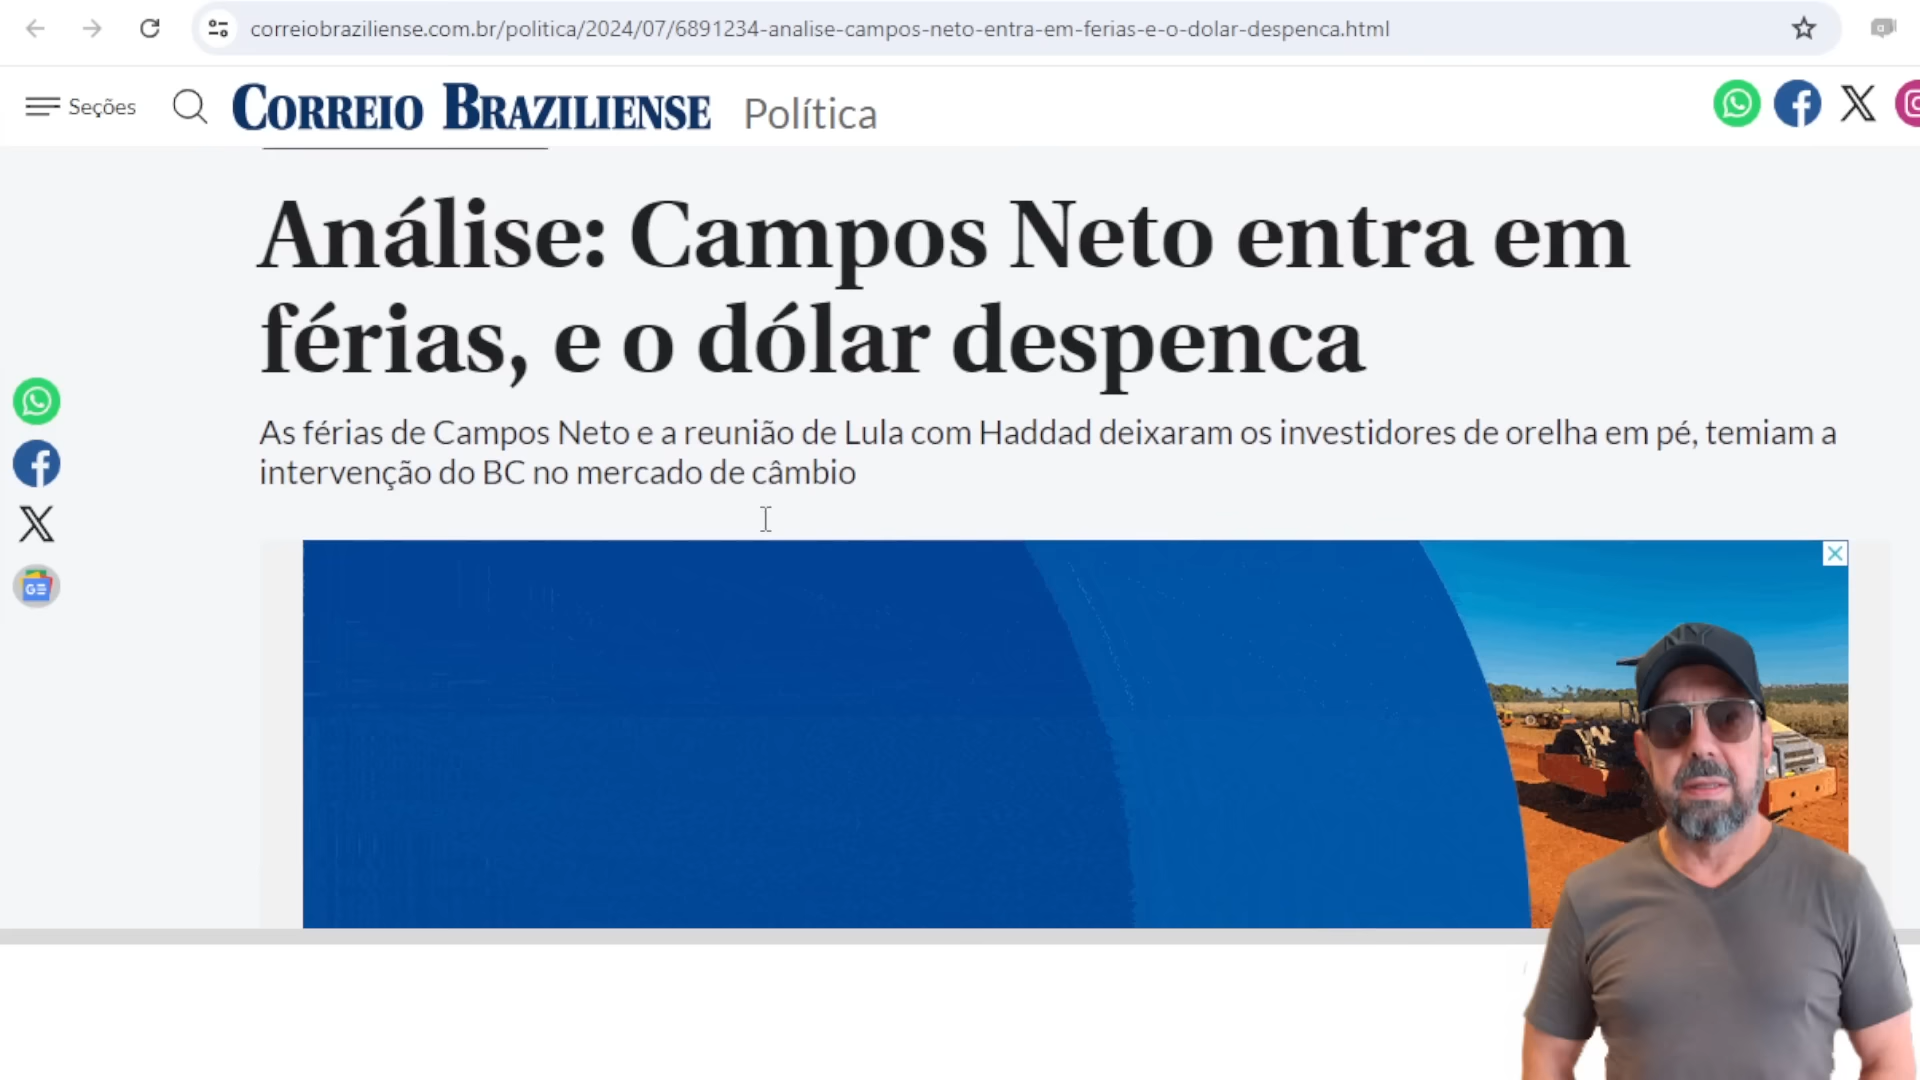 correiobraziliense.com.br/politica/2024/07/6891234-analise-campos-neto-entra-em-ferias-e-o-dolar-despenca.html
Seções
CORREIO BRAZILIENSE
Política
Análise: Campos Neto entra em
férias, e o dólar despenca
As férias de Campos Neto e a reunião de Lula com Haddad deixaram os investidores de orelha em pé, temiam a
intervenção do BC no mercado de câmbio